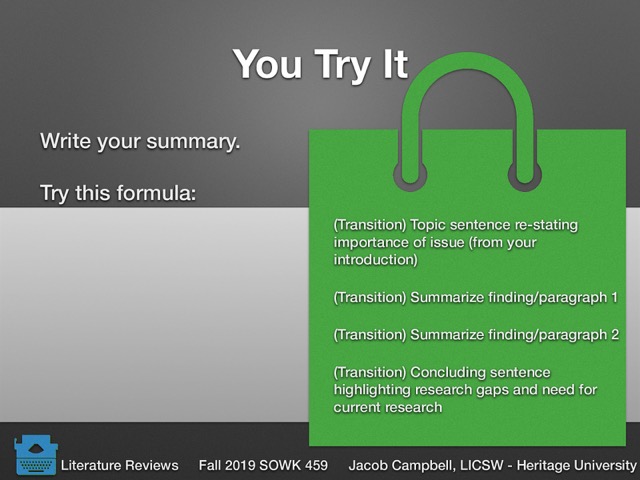 You Try It
Write your summary.
Try this formula:
(Transition) Topic sentence re-stating
importance of issue (from your
introduction)
(Transition) Summarize finding/paragraph 1
(Transition) Summarize finding/paragraph 2
(Transition) Concluding sentence
highlighting research gaps and need for
current research
Literature Reviews Fall 2019 SOWK 459 Jacob Campbell, LICSW - Heritage University